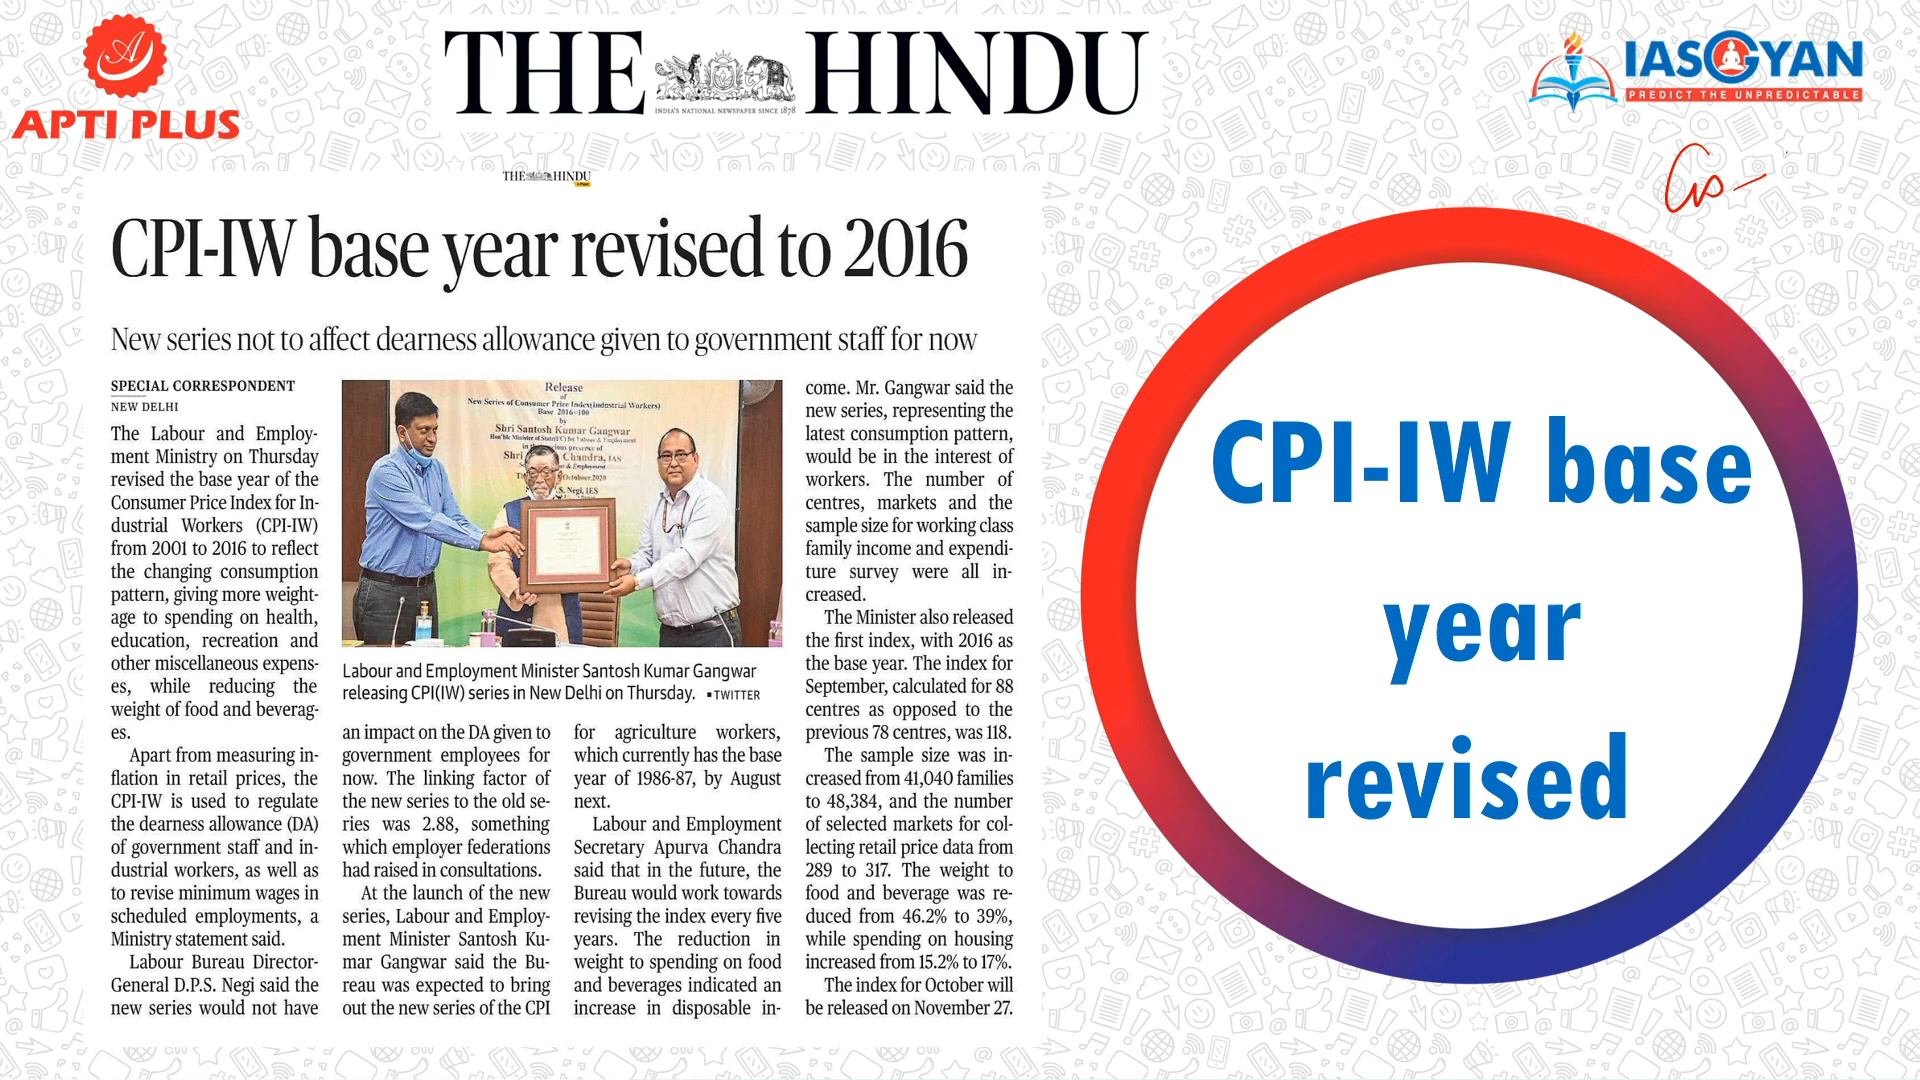 APTI PLUS
THE HINDU
INDIA'S NATIONAL NEWSPAPER SINCE 1878
IASGYAN
PREDICT THE UNPREDICTABLE
THE HINDU
CPI-IW base year revised to 2016
New series not to affect dearness allowance given to government staff for now
SPECIAL CORRESPONDENT
NEW DELHI
The Labour and Employ-
ment Ministry on Thursday
revised the base year of the
Consumer Price Index for In-
dustrial Workers (CPI-IW)
from 2001 to 2016 to reflect
the changing consumption
pattern, giving more weight-
age to spending on health,
education, recreation and
other miscellaneous expens-
es, while reducing the
weight of food and beverag-
es.
Apart from measuring in-
flation in retail prices, the
CPI-IW is used to regulate
the dearness allowance (DA)
of government staff and in-
dustrial workers, as well as
to revise minimum wages in
scheduled employments, a
Ministry statement said.
Labour Bureau Director-
General D.P.S. Negi said the
new series would not have
Release
of
New Series of Consumer Price Index(Industrial Workers)
Base 2016=100
by
Shri Santosh Kumar Gangwar
Hon'ble Minister of State(I/C) for Labour & Employment
in the
presence of
Shri
Chandra, IAS
& Employment
October,2020
S. Negi, IES
Labour and Employment Minister Santosh Kumar Gangwar
releasing CPI(IW) series in New Delhi on Thursday. ▪TWITTER
an impact on the DA given to
government employees for
now. The linking factor of
the new series to the old se-
ries was 2.88, something
which employer federations
had raised in consultations.
At the launch of the new
series, Labour and Employ-
ment Minister Santosh Ku-
mar Gangwar said the Bu-
reau was expected to bring
out the new series of the CPI
for agriculture workers,
which currently has the base
year of 1986-87, by August
next.
Labour and Employment
Secretary Apurva Chandra
said that in the future, the
Bureau would work towards
revising the index every five
years. The reduction in
weight to spending on food
and beverages indicated an
increase in disposable in-
come. Mr. Gangwar said the
new series, representing the
latest consumption pattern,
would be in the interest of
workers. The number of
centres, markets and the
sample size for working class
family income and expendi-
ture survey were all in-
creased.
The Minister also released
the first index, with 2016 as
the base year. The index for
September, calculated for 88
centres as opposed to the
previous 78 centres, was 118.
The sample size was in-
creased from 41,040 families
to 48,384, and the number
of selected markets for col-
lecting retail price data from
289 to 317. The weight to
food and beverage was re-
duced from 46.2% to 39%,
while spending on housing
increased from 15.2% to 17%.
The index for October will
be released on November 27.
CPI-IW base
year
revised